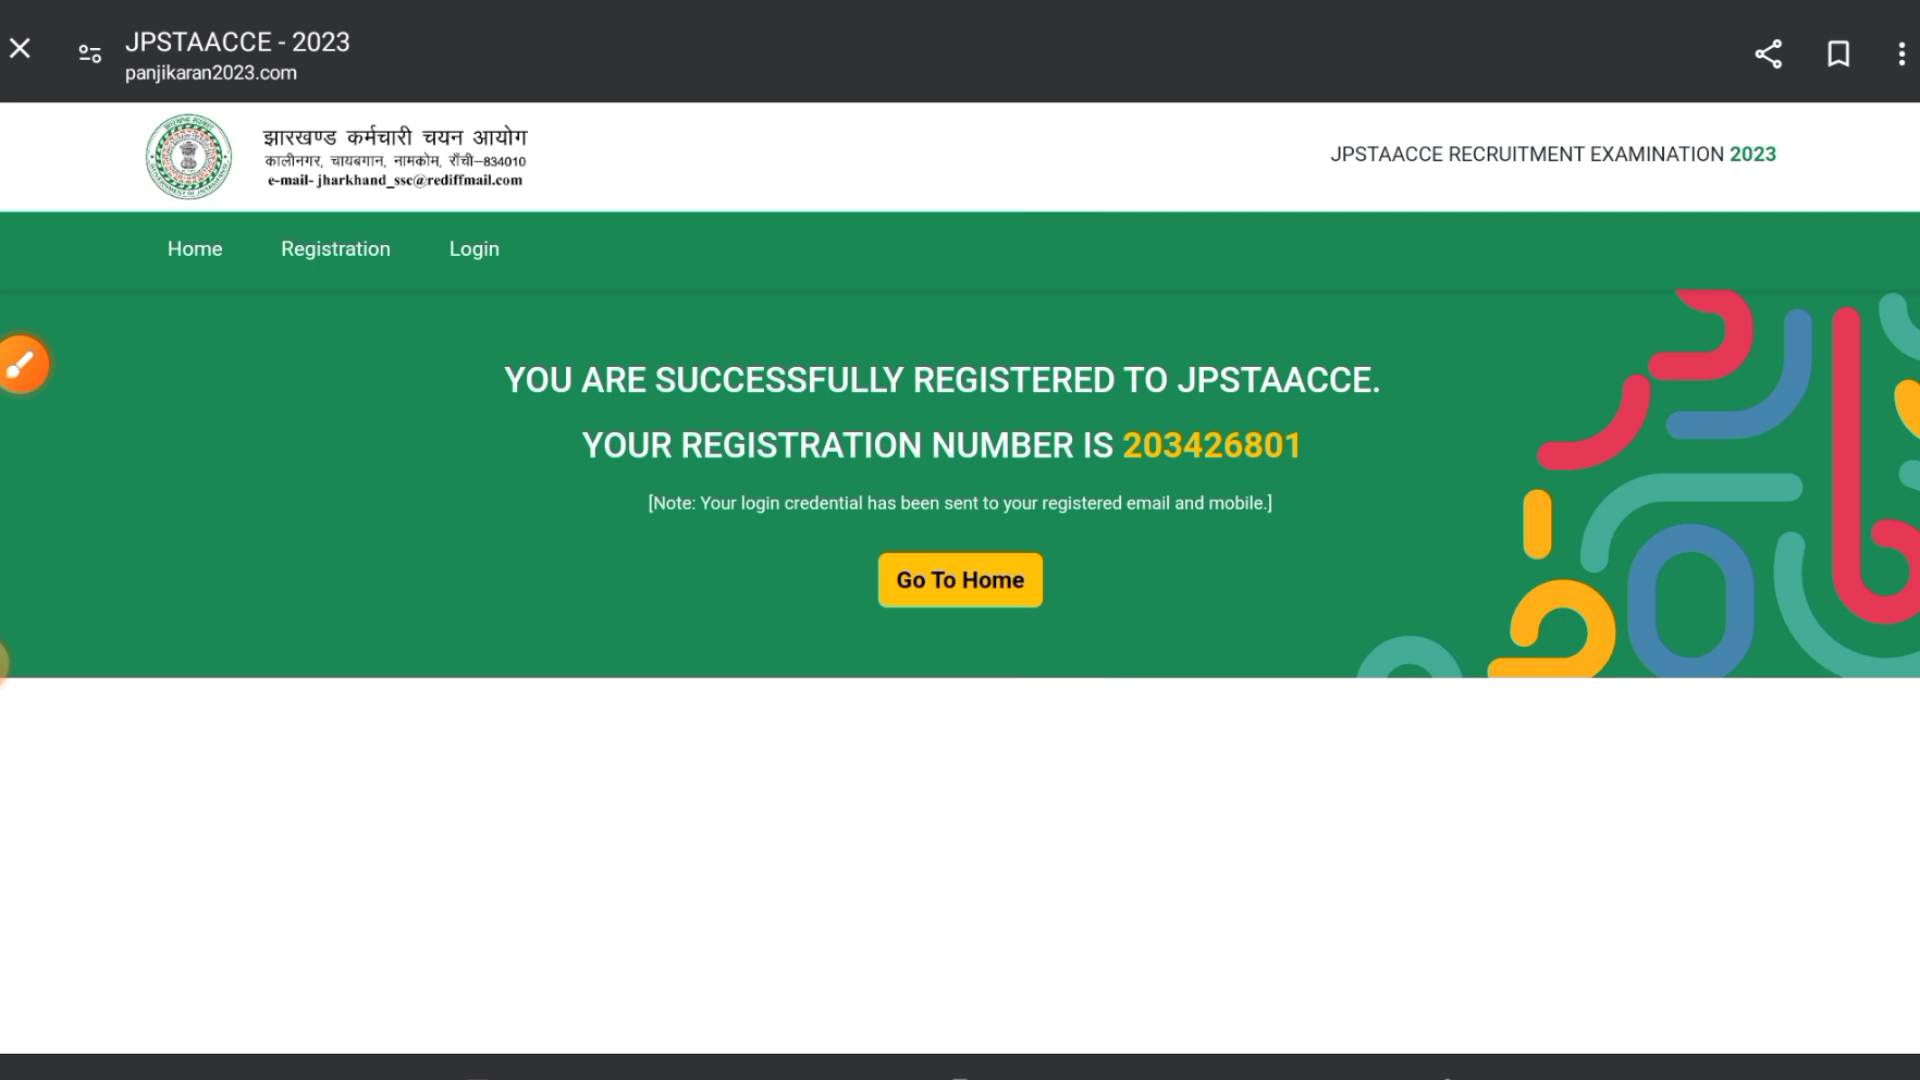 JPSTAACCE - 2023
panjikaran2023.com
झारखण्ड कर्मचारी चयन आयोग
कालीनगर, चायबगान, नामकोम, राँची–834010
e-mail- jharkhand_ssc@rediffmail.com
JPSTAACCE RECRUITMENT EXAMINATION 2023
Home Registration Login
YOU ARE SUCCESSFULLY REGISTERED TO JPSTAACCE.
YOUR REGISTRATION NUMBER IS 203426801
[Note: Your login credential has been sent to your registered email and mobile.]
Go To Home